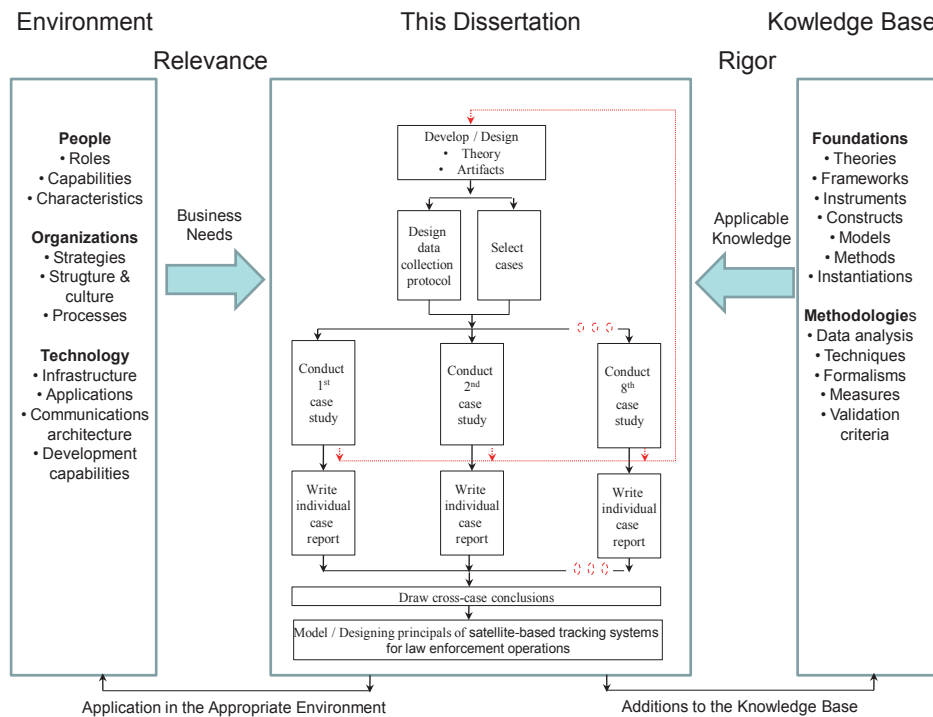 Environment
This Dissertation
Kowledge Base
Relevance
Rigor
People
• Roles
• Capabilities
• Characteristics
Organizations
• Strategies
• Strugture &
culture
• Processes
Technology
• Infrastructure
• Applications
• Communications
architecture
• Development
capabilities
Business
Needs
Develop / Design
• Theory
• Artifacts
Design
data
collection
protocol
Select
cases
Conduct
1st
case
study
Conduct
2nd
case
study
Conduct
8th
case
study
Write
individual
case
report
Write
individual
case
report
Write
individual
case
report
Draw cross-case conclusions
Model / Designing principals of satellite-based tracking systems
for law enforcement operations
Applicable
Knowledge
Foundations
• Theories
• Frameworks
• Instruments
• Constructs
• Models
• Methods
• Instantiations
Methodologies
• Data analysis
• Techniques
• Formalisms
• Measures
• Validation
criteria
Application in the Appropriate Environment
Additions to the Knowledge Base